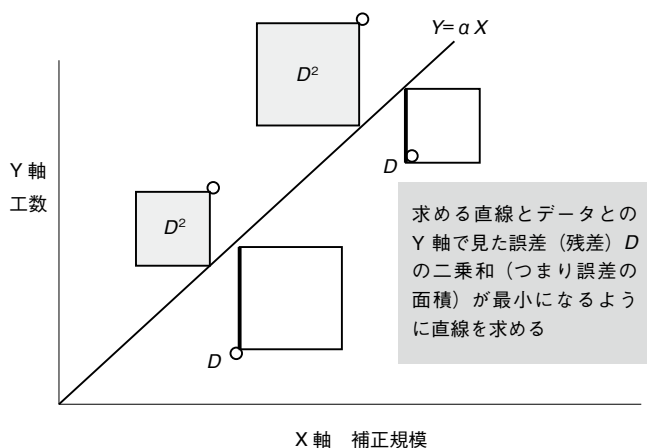 Y= α X
D²
D
Y 軸
工数
D²
D
求める直線とデータとの
Y 軸で見た誤差（残差）D
の二乗和（つまり誤差の
面積）が最小になるよう
に直線を求める
X 軸　補正規模